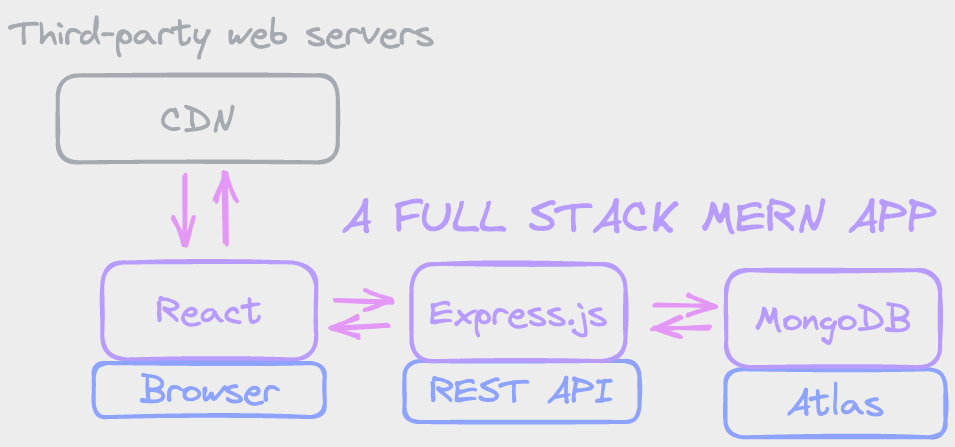 Third-party web servers
CDN
A FULL STACK MERN APP
React
Express.js
MongoDB
Browser
REST API
Atlas